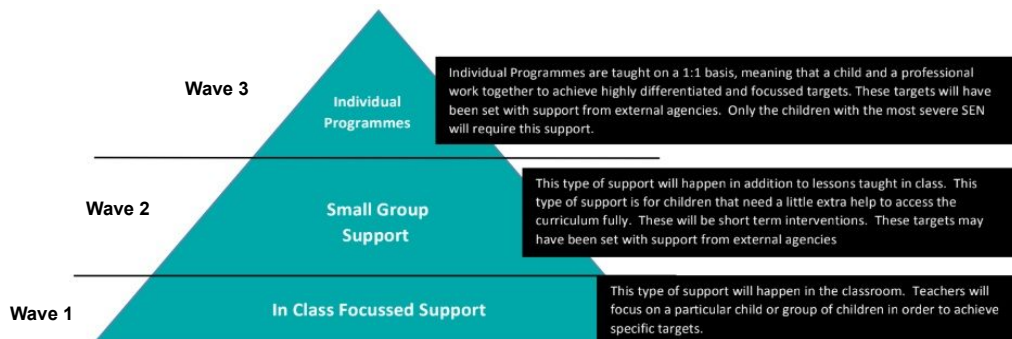 Wave 3
Individual
Programmes
Individual Programmes are taught on a 1:1 basis, meaning that a child and a professional
work together to achieve highly differentiated and focussed targets. These targets will have
been set with support from external agencies. Only the children with the most severe SEN
will require this support.
Wave 2
Small Group
Support
This type of support will happen in addition to lessons taught in class. This
type of support is for children that need a little extra help to access the
curriculum fully. These will be short term interventions. These targets may
have been set with support from external agencies
Wave 1
In Class Focussed Support
This type of support will happen in the classroom. Teachers will
focus on a particular child or group of children in order to achieve
specific targets.